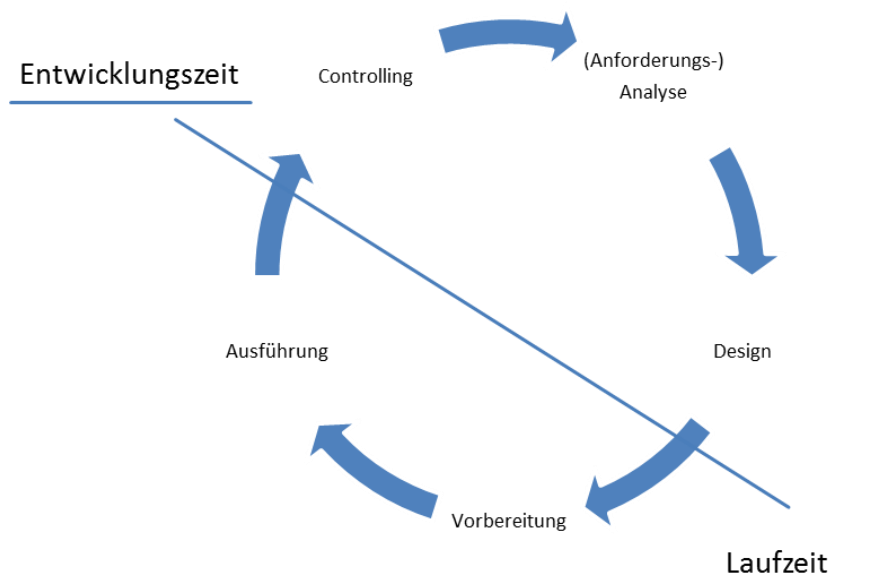 Entwicklungszeit
Controlling
(Anforderungs-)
Analyse
Ausführung
Design
Vorbereitung
Laufzeit